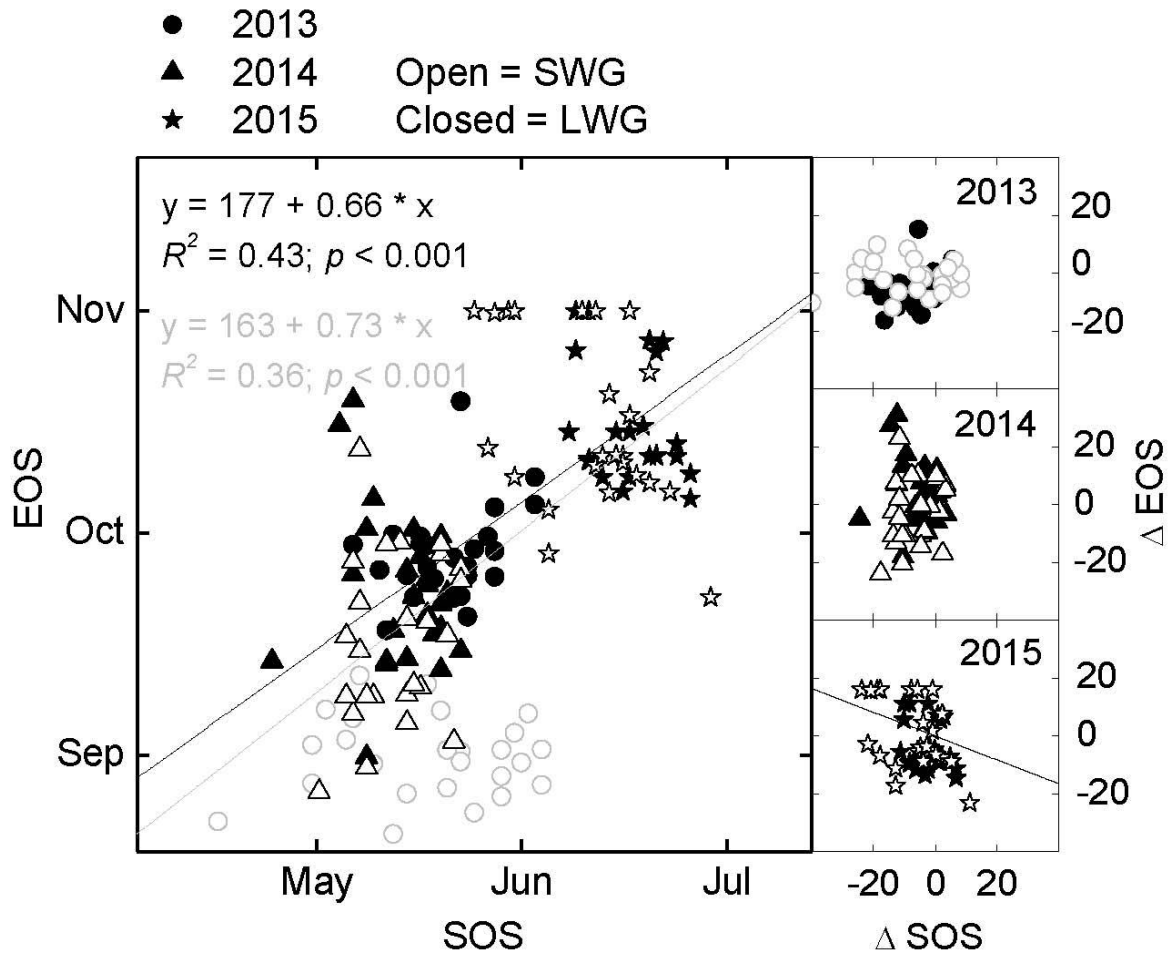 2013
2014 Open = SWG
2015 Closed = LWG
y = 177 + 0.66 * x
R² = 0.43; p < 0.001
y = 163 + 0.73 * x
R² = 0.36; p < 0.001
Nov
Oct
Sep
EOS
May Jun Jul
SOS
2013
20
0
-20
2014
20
0
-20
2015
20
0
-20
△ EOS
-20 0 20
△ SOS